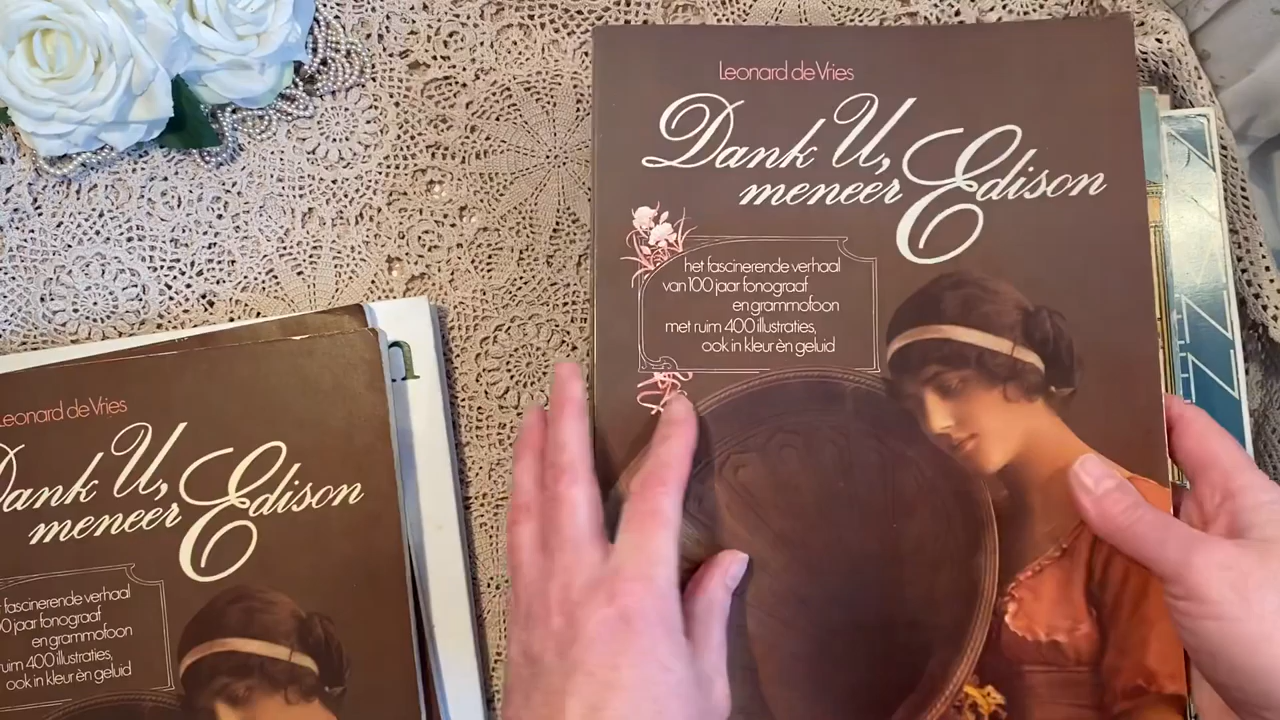 Leonard de Vries
Dank U,
meneer Edison
het fascinerende verhaal
van 100 jaar fonograaf
en grammofoon
met ruim 400 illustraties,
ook in kleur èn geluid
Leonard de Vries
Dank U,
meneer Edison
fascinerende verhaal
jaar fonograaf
en grammofoon
ruim 400 illustraties,
ook in kleur èn geluid